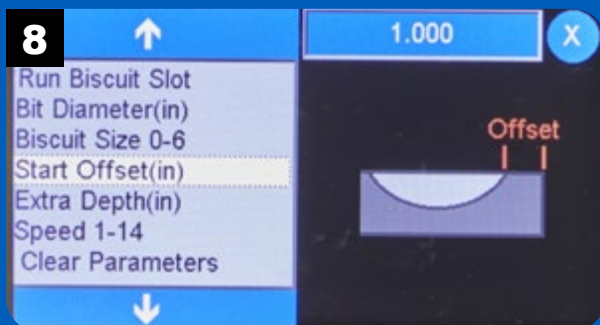 8
1.000
X
Run Biscuit Slot
Bit Diameter(in)
Biscuit Size 0-6
Start Offset(in)
Extra Depth(in)
Speed 1-14
Clear Parameters
Offset